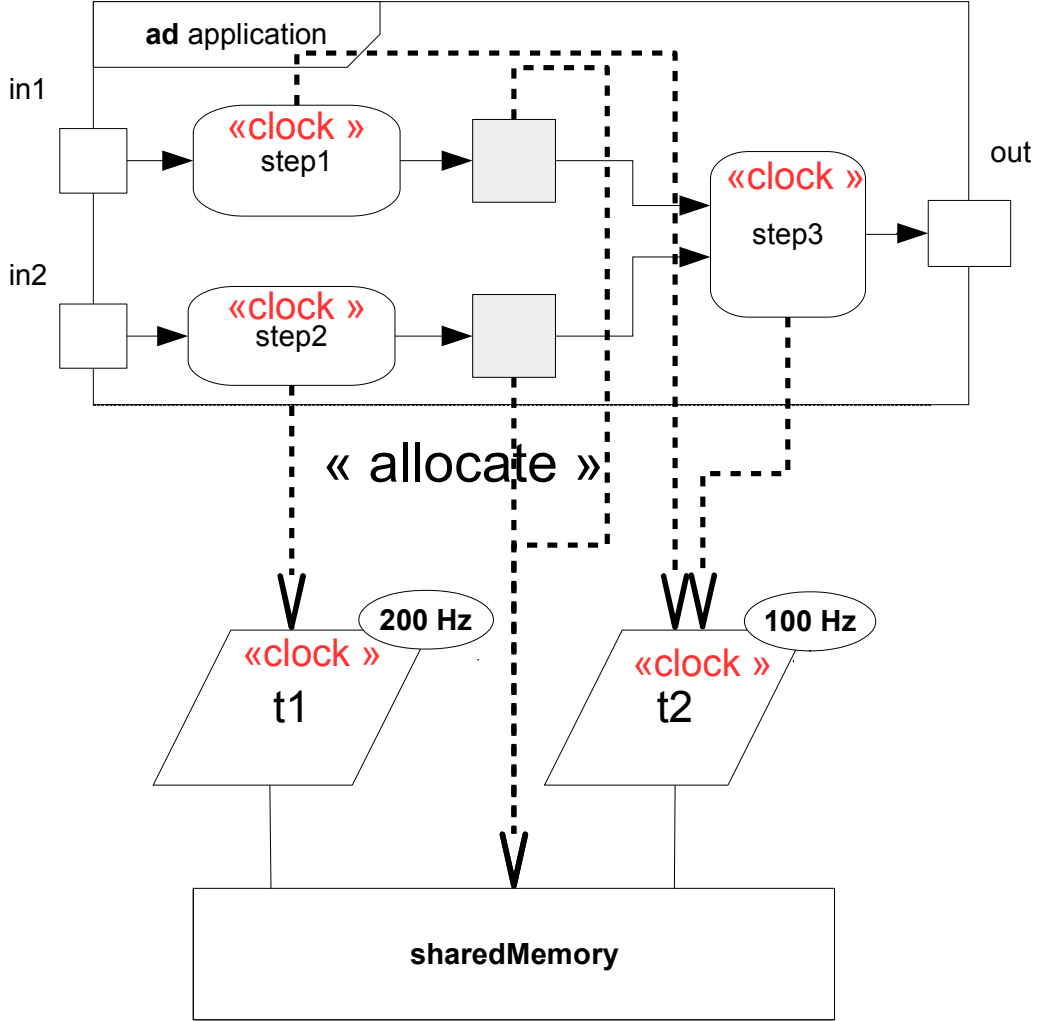 ad application
in1
«clock »
step1
«clock »
step3
out
in2
«clock »
step2
« allocate »
200 Hz
100 Hz
«clock »
t1
«clock »
t2
sharedMemory